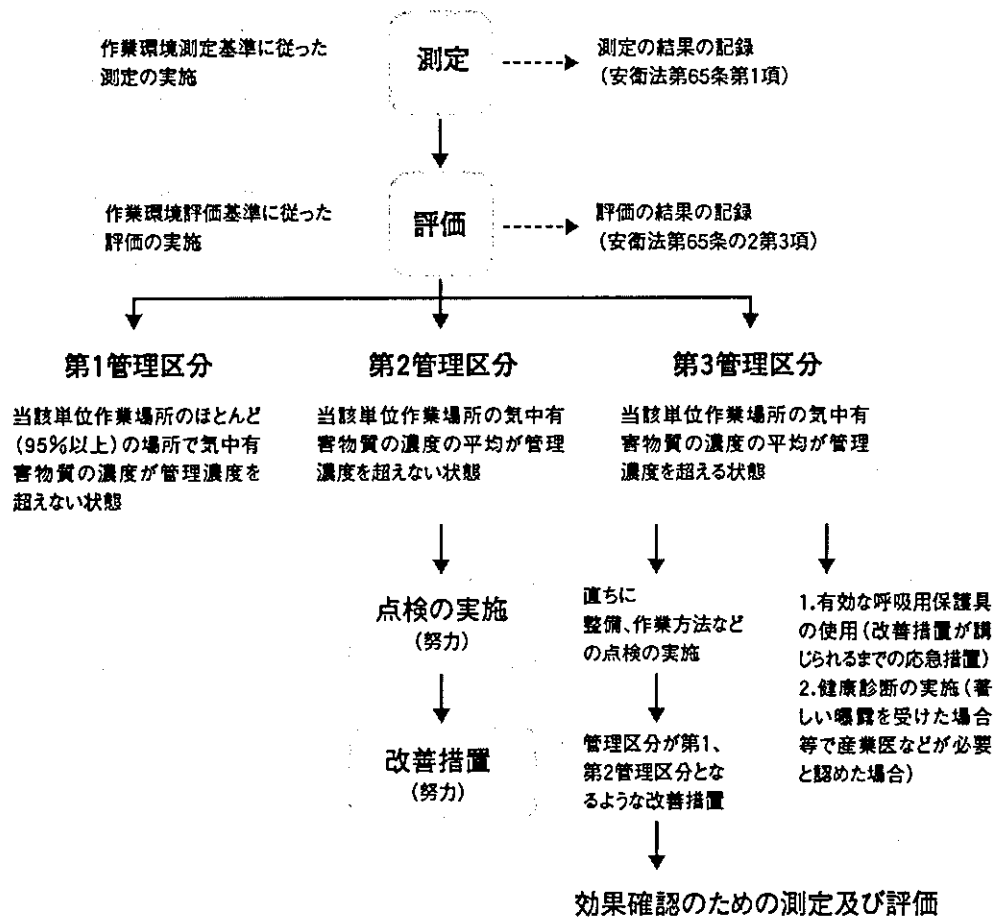 作業環境測定基準に従った
測定の実施
測定
測定の結果の記録
(安衛法第65条第1項)
作業環境評価基準に従った
評価の実施
評価
評価の結果の記録
(安衛法第65条の2第3項)
第1管理区分
当該単位作業場所のほとんど
(95%以上)の場所で気中有
害物質の濃度が管理濃度を
超えない状態
第2管理区分
当該単位作業場所の気中有
害物質の濃度の平均が管理
濃度を超えない状態
第3管理区分
当該単位作業場所の気中有
害物質の濃度の平均が管理
濃度を超える状態
点検の実施
(努力)
改善措置
(努力)
直ちに
整備、作業方法など
の点検の実施
管理区分が第1、
第2管理区分とな
るような改善措置
1.有効な呼吸用保護具
の使用(改善措置が講
じられるまでの応急措置)
2.健康診断の実施(著
しい曝露を受けた場合
等で産業医などが必要
と認めた場合)
効果確認のための測定及び評価